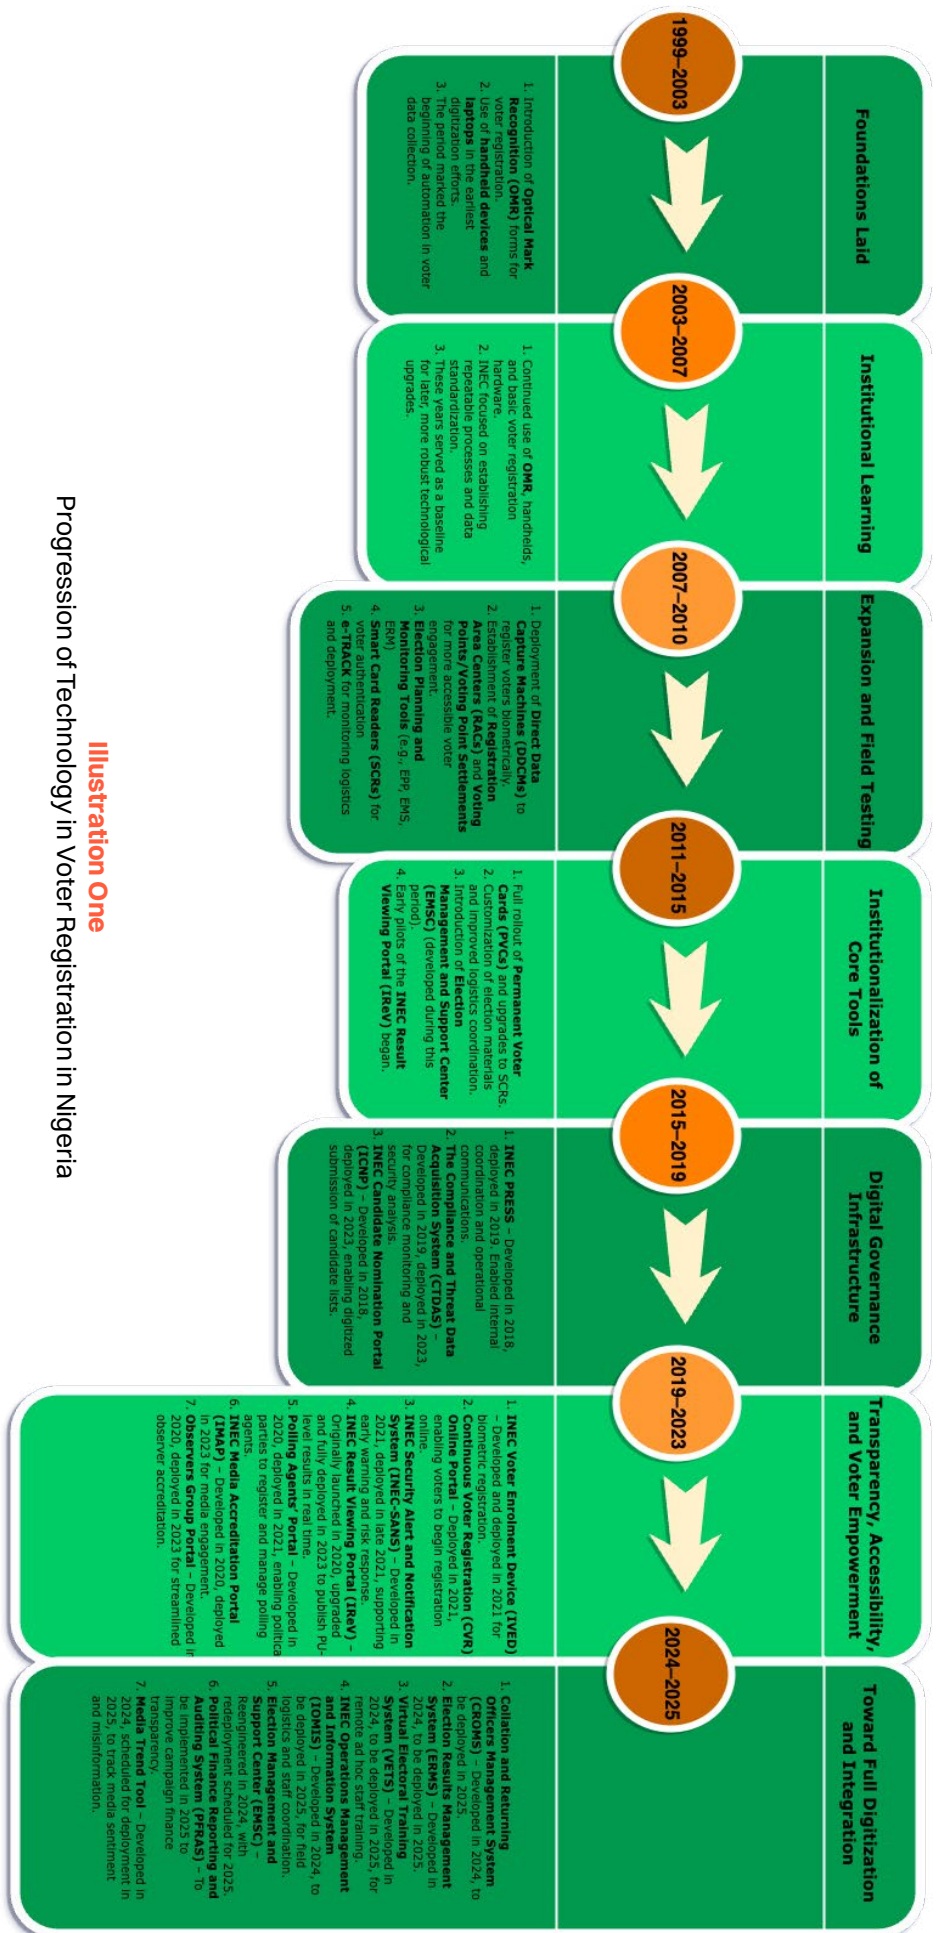 Foundations Laid
1999–2003
1. Introduction of Optical Mark
Recognition (OMR) forms for
voter registration.
2. Use of handheld devices and
laptops in the earliest
digitization efforts.
3. The period marked the
beginning of automation in voter
data collection.
Institutional Learning
2003–2007
1. Continued use of OMR, handhelds,
and basic voter registration
hardware.
2. INEC focused on establishing
repeatable processes and data
standardization.
3. These years served as a baseline
for later, more robust technological
upgrades.
Expansion and Field Testing
2007–2010
1. Deployment of Direct Data
Capture Machines (DDCMs) to
register voters biometrically.
2. Establishment of Registration
Area Centers (RACs) and Voting
Points/Voting Point Settlements
for more accessible voter
engagement.
3. Election Planning and
Monitoring Tools (e.g., EPP, EMS,
ERM)
4. Smart Card Readers (SCRs) for
voter authentication
5. e-TRACK for monitoring logistics
and deployment.
Institutionalization of
Core Tools
2011–2015
1. Full rollout of Permanent Voter
Cards (PVCs) and upgrades to SCRs.
2. Customization of election materials
and improved logistics coordination.
3. Introduction of Election
Management and Support Center
(EMSC) (developed during this
period).
4. Early pilots of the INEC Result
Viewing Portal (IReV) began.
Digital Governance
Infrastructure
2015–2019
1. INEC PRESS – Developed in 2018,
deployed in 2019. Enabled internal
coordination and operational
communications.
2. The Compliance and Threat Data
Acquisition System (CTDAS) –
Developed in 2019, deployed in 2023,
for compliance monitoring and
security analysis.
3. INEC Candidate Nomination Portal
(ICNP) – Developed in 2018,
deployed in 2023, enabling digitized
submission of candidate lists.
Transparency, Accessibility,
and Voter Empowerment
2019–2023
1. INEC Voter Enrolment Device (IVED)
– Developed and deployed in 2021 for
biometric registration.
2. Continuous Voter Registration (CVR)
Online Portal – Deployed in 2021,
enabling voters to begin registration
online.
3. INEC Security Alert and Notification
System (INEC-SANS) – Developed in
2021, deployed in late 2021, supporting
early warning and risk response.
4. INEC Result Viewing Portal (IReV) –
Originally launched in 2020, upgraded
and fully deployed in 2023 to publish PU-
level results in real time.
5. Polling Agents' Portal – Developed in
2020, deployed in 2021, enabling politica
parties to register and manage polling
agents.
6. INEC Media Accreditation Portal
(IMAP) – Developed in 2020, deployed
in 2023 for media engagement.
7. Observers Group Portal – Developed in
2020, deployed in 2023 for streamlined
observer accreditation.
Toward Full Digitization
and Integration
2024–2025
1. Collation and Returning
Officers Management System
(CROMS) – Developed in 2024, to
be deployed in 2025.
2. Election Results Management
System (ERMS) – Developed in
2024, to be deployed in 2025.
3. Virtual Electoral Training
System (VETS) – Developed in
2024, to be deployed in 2025, for
remote ad hoc staff training.
4. INEC Operations Management
and Information System
(IOMIS) – Developed in 2024, to
be deployed in 2025, for field
logistics and staff coordination.
5. Election Management and
Support Center (EMSC) –
Reengineered in 2024, with
redeployment scheduled for 2025.
6. Political Finance Reporting and
Auditing System (PFRAS) – To
be implemented in 2025 to
improve campaign finance
transparency.
7. Media Trend Tool – Developed in
2024, scheduled for deployment in
2025, to track media sentiment
and misinformation.
Illustration One
Progression of Technology in Voter Registration in Nigeria